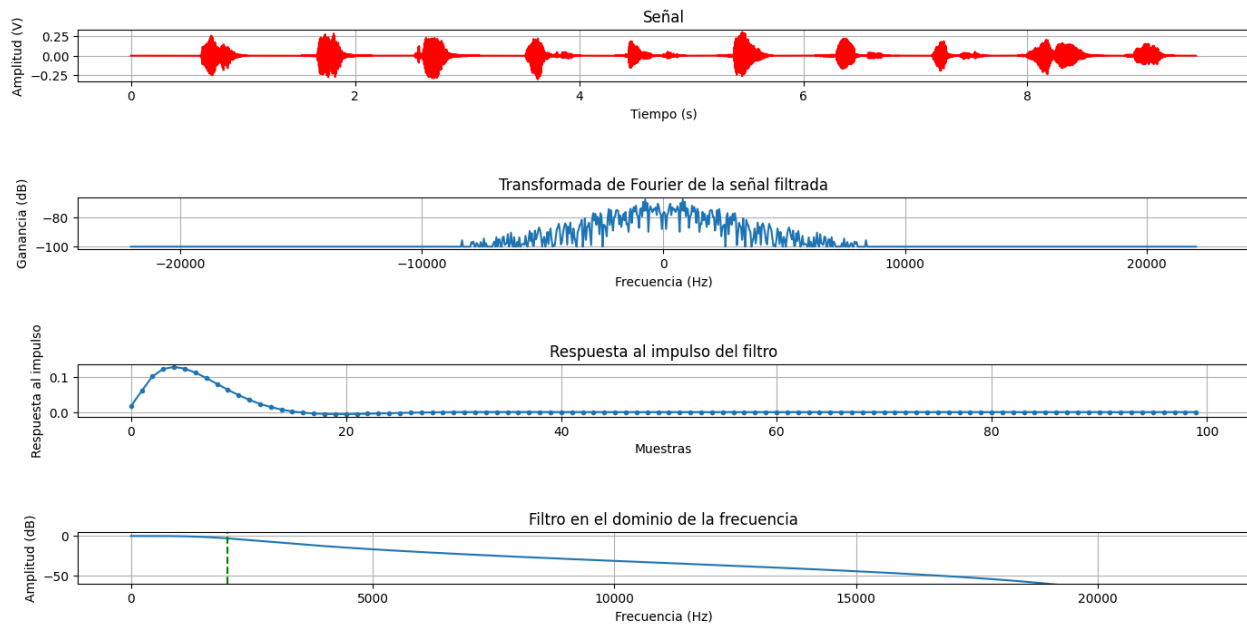 Señal
Amplitud (V)
0.25
0.00
−0.25
0
2
4
6
8
Tiempo (s)
Transformada de Fourier de la señal filtrada
Ganancia (dB)
−80
−100
−20000
−10000
0
10000
20000
Frecuencia (Hz)
Respuesta al impulso del filtro
Respuesta al impulso
0.1
0.0
0
20
40
60
80
100
Muestras
Filtro en el dominio de la frecuencia
Amplitud (dB)
0
−50
0
5000
10000
15000
20000
Frecuencia (Hz)